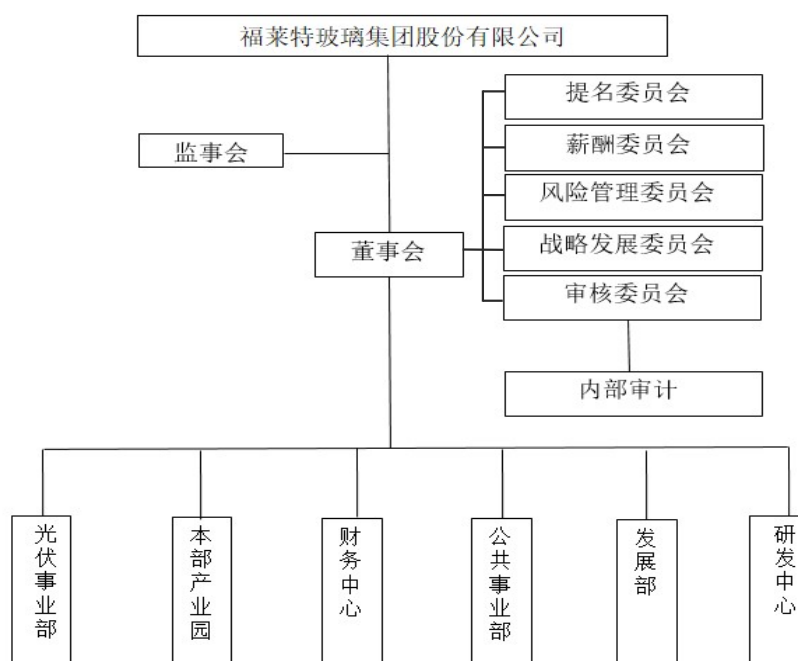 福莱特玻璃集团股份有限公司
提名委员会
监事会
薪酬委员会
风险管理委员会
董事会
战略发展委员会
审核委员会
内部审计
光伏事业部
本部产业园
财务中心
公共事业部
发展部
研发中心